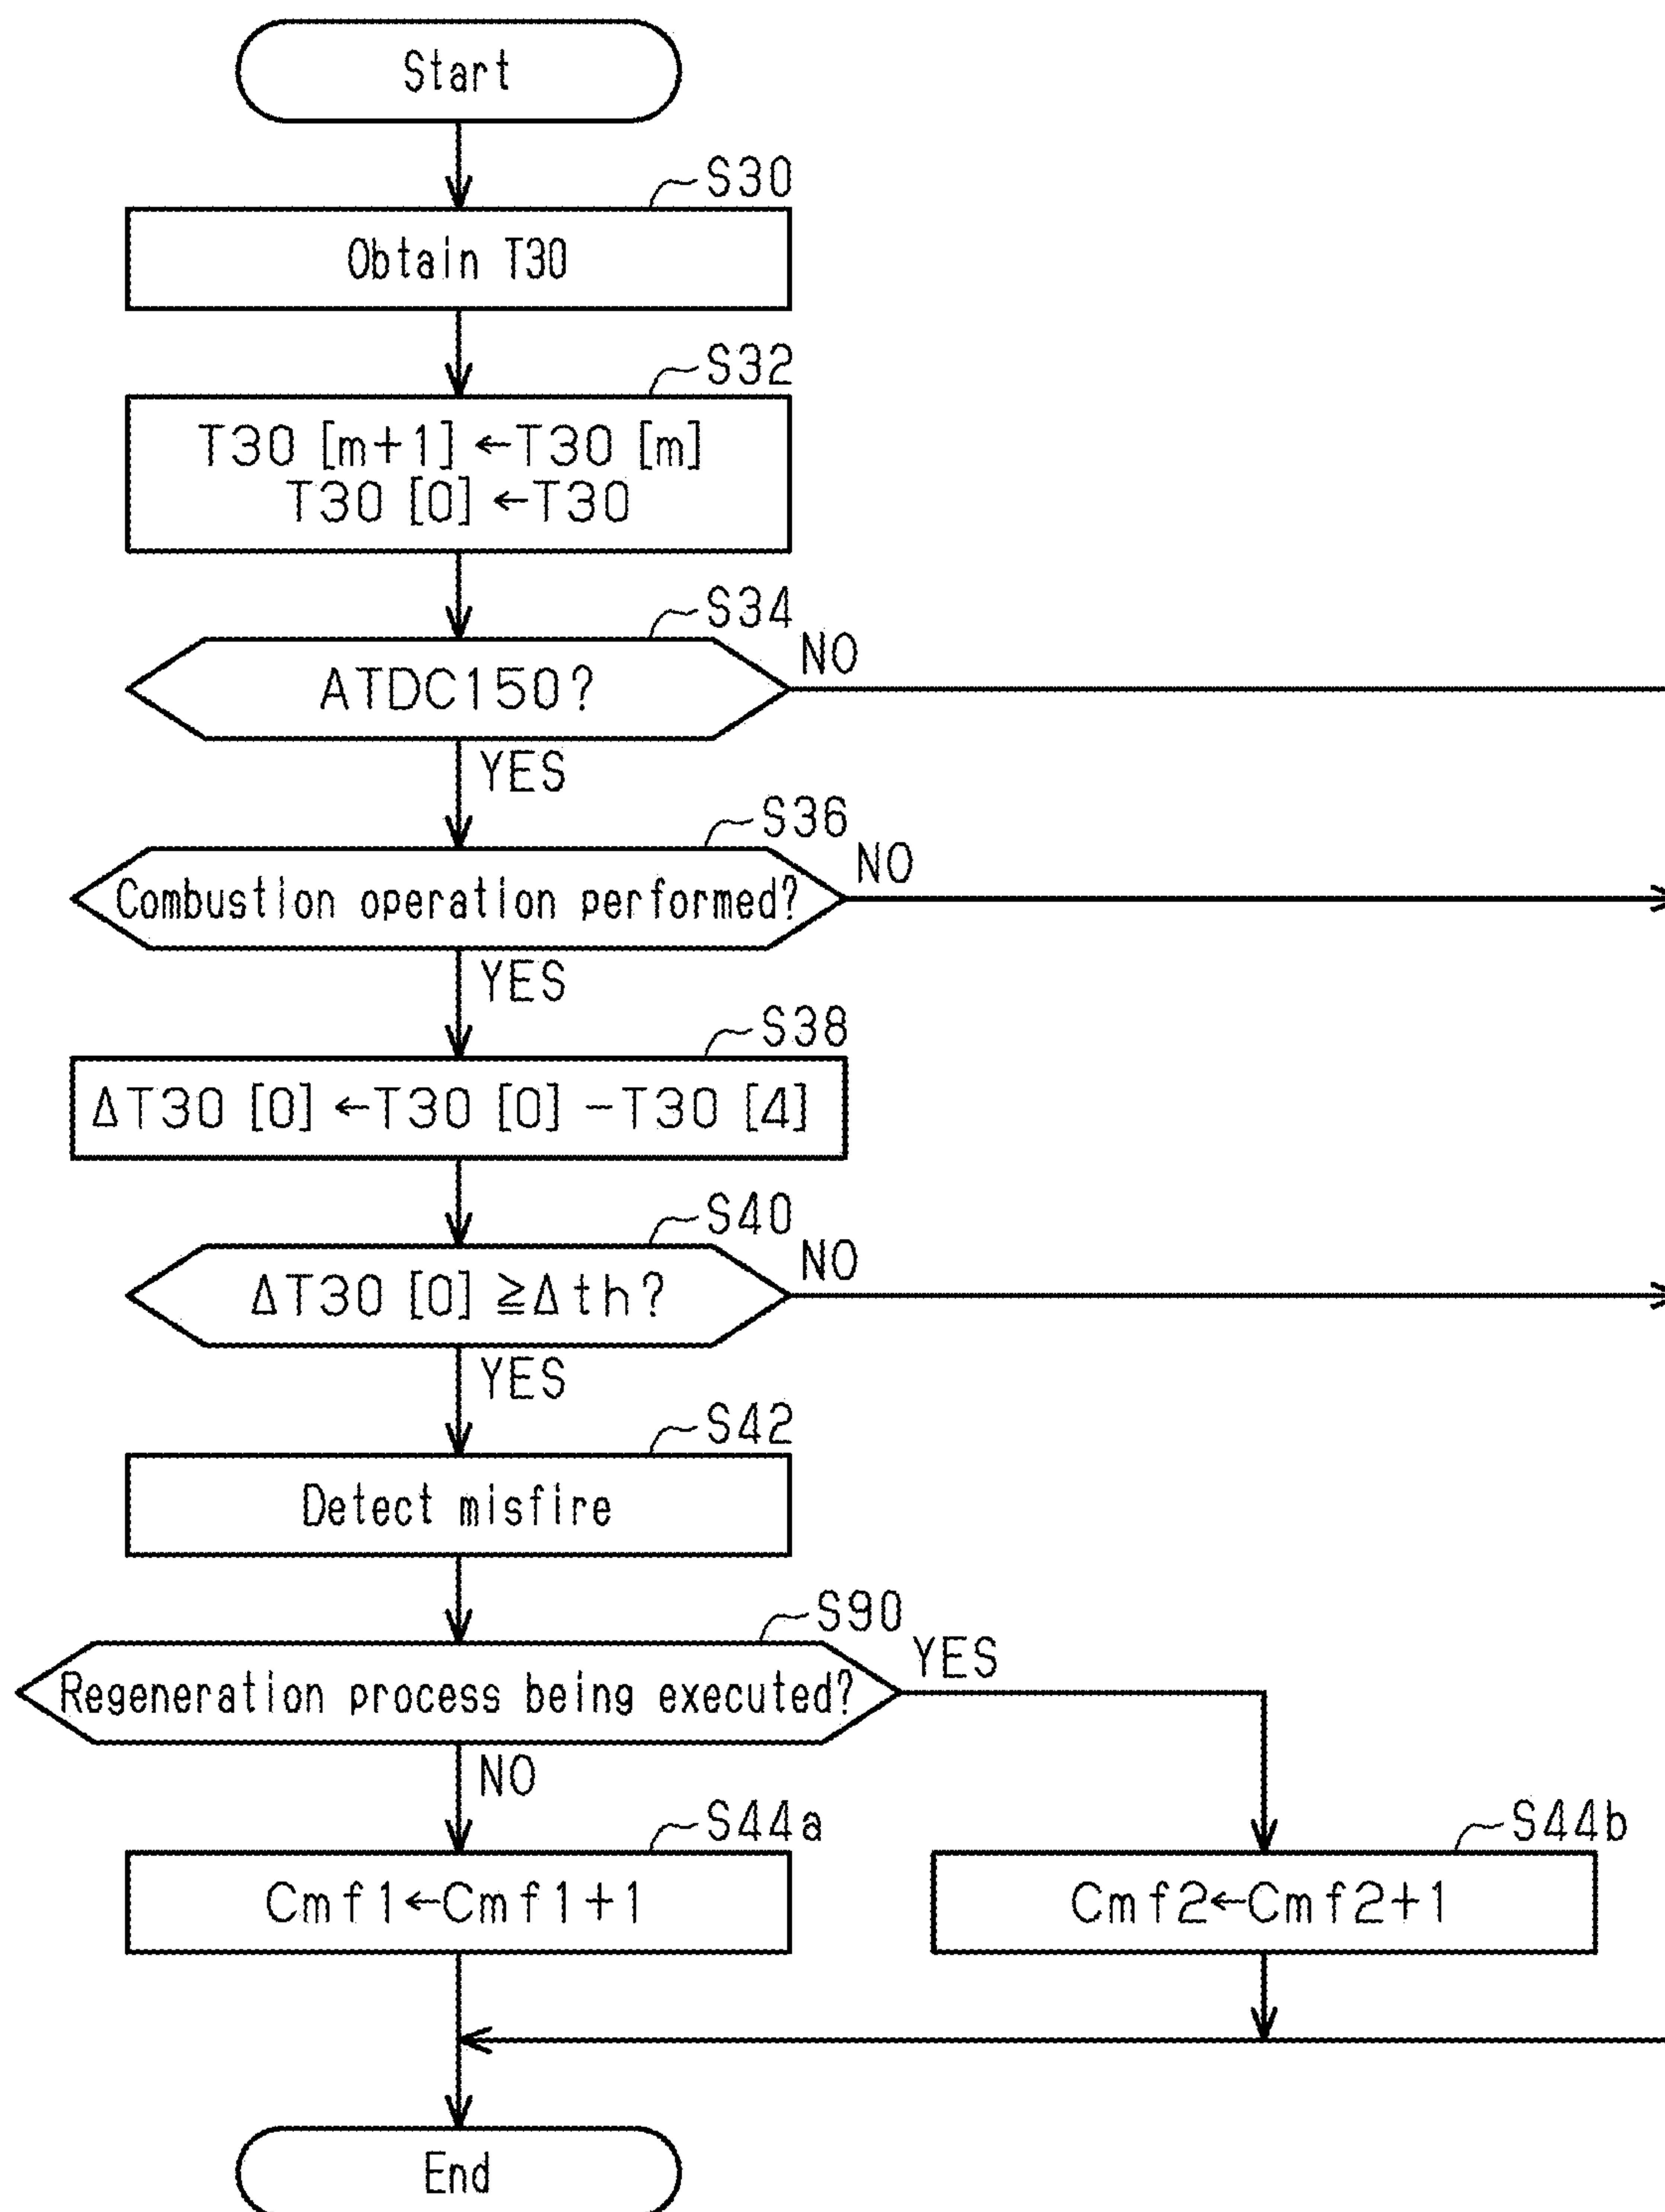 Start
S30
Obtain T30
S32
T30 [m+1] ←T30 [m]
T30 [0] ←T30
S34
ATDC150?
NO
YES
S36
Combustion operation performed?
NO
YES
S38
ΔT30 [0] ←T30 [0] −T30 [4]
S40
ΔT30 [0] ≧Δth?
NO
YES
S42
Detect misfire
S90
Regeneration process being executed?
YES
NO
S44a
Cmf1←Cmf1+1
S44b
Cmf2←Cmf2+1
End